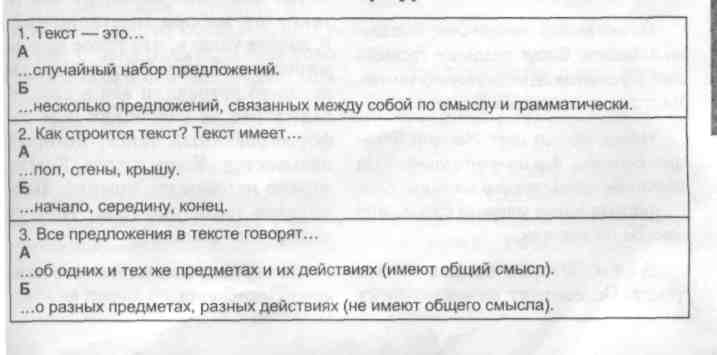 1. Текст — это...
А
...случайный набор предложений.
Б
...несколько предложений, связанных между собой по смыслу и грамматически.
2. Как строится текст? Текст имеет...
А
...пол, стены, крышу.
Б
...начало, середину, конец.
3. Все предложения в тексте говорят...
А
...об одних и тех же предметах и их действиях (имеют общий смысл).
Б
...о разных предметах, разных действиях (не имеют общего смысла).